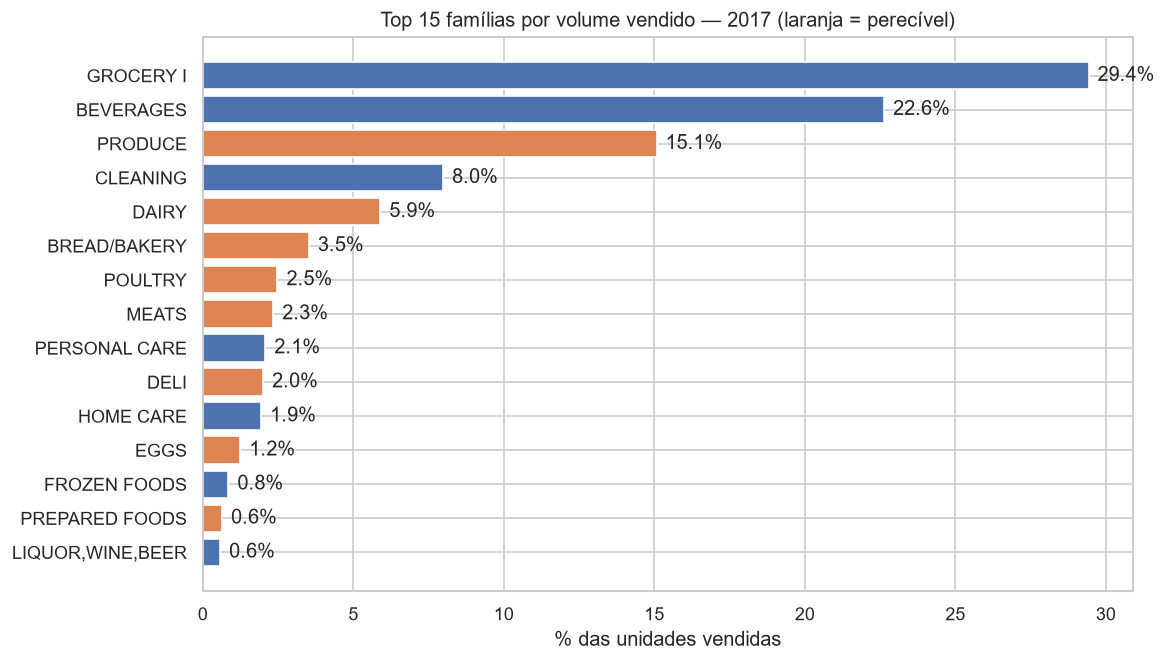 Top 15 famílias por volume vendido — 2017 (laranja = perecível)
GROCERY I 29.4%
BEVERAGES 22.6%
PRODUCE 15.1%
CLEANING 8.0%
DAIRY 5.9%
BREAD/BAKERY 3.5%
POULTRY 2.5%
MEATS 2.3%
PERSONAL CARE 2.1%
DELI 2.0%
HOME CARE 1.9%
EGGS 1.2%
FROZEN FOODS 0.8%
PREPARED FOODS 0.6%
LIQUOR,WINE,BEER 0.6%
0 5 10 15 20 25 30
% das unidades vendidas